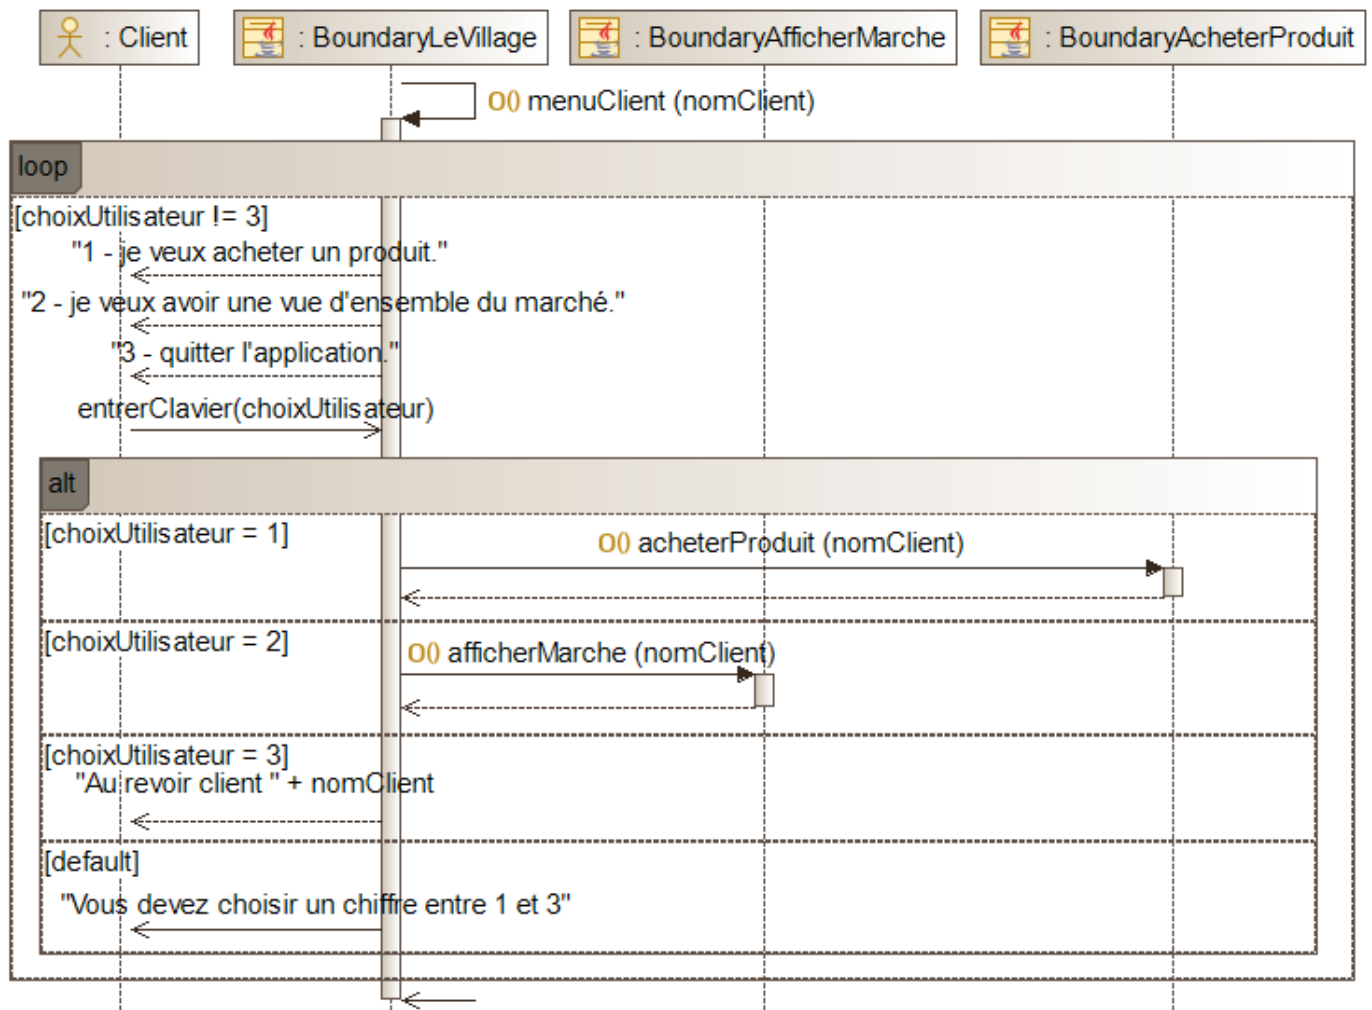 : Client
: BoundaryLeVillage
: BoundaryAfficherMarche
: BoundaryAcheterProduit
O() menuClient (nomClient)
loop
[choixUtilisateur != 3]
"1 - je veux acheter un produit."
"2 - je veux avoir une vue d'ensemble du marché."
"3 - quitter l'application."
entrerClavier(choixUtilisateur)
alt
[choixUtilisateur = 1]
O() acheterProduit (nomClient)
[choixUtilisateur = 2]
O() afficherMarche (nomClient)
[choixUtilisateur = 3]
"Au revoir client " + nomClient
[default]
"Vous devez choisir un chiffre entre 1 et 3"